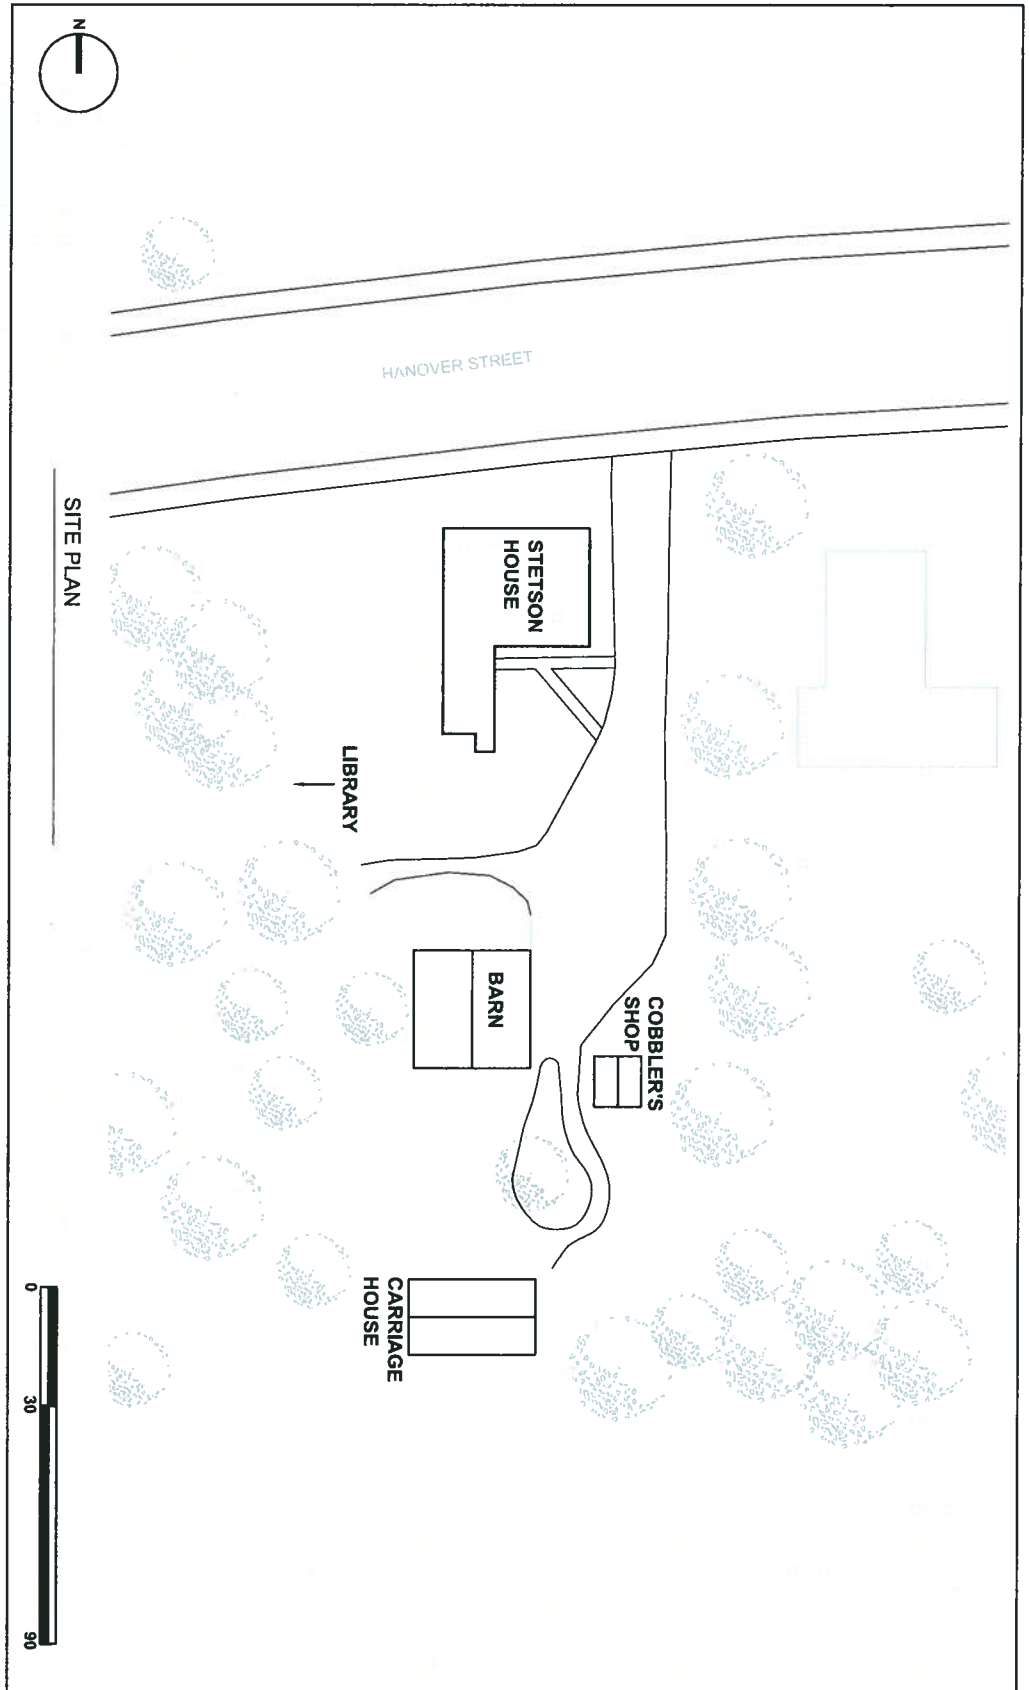 N
HANOVER STREET
STETSON
HOUSE
SITE PLAN
LIBRARY
BARN
COBBLER'S
SHOP
CARRIAGE
HOUSE
0
30
90